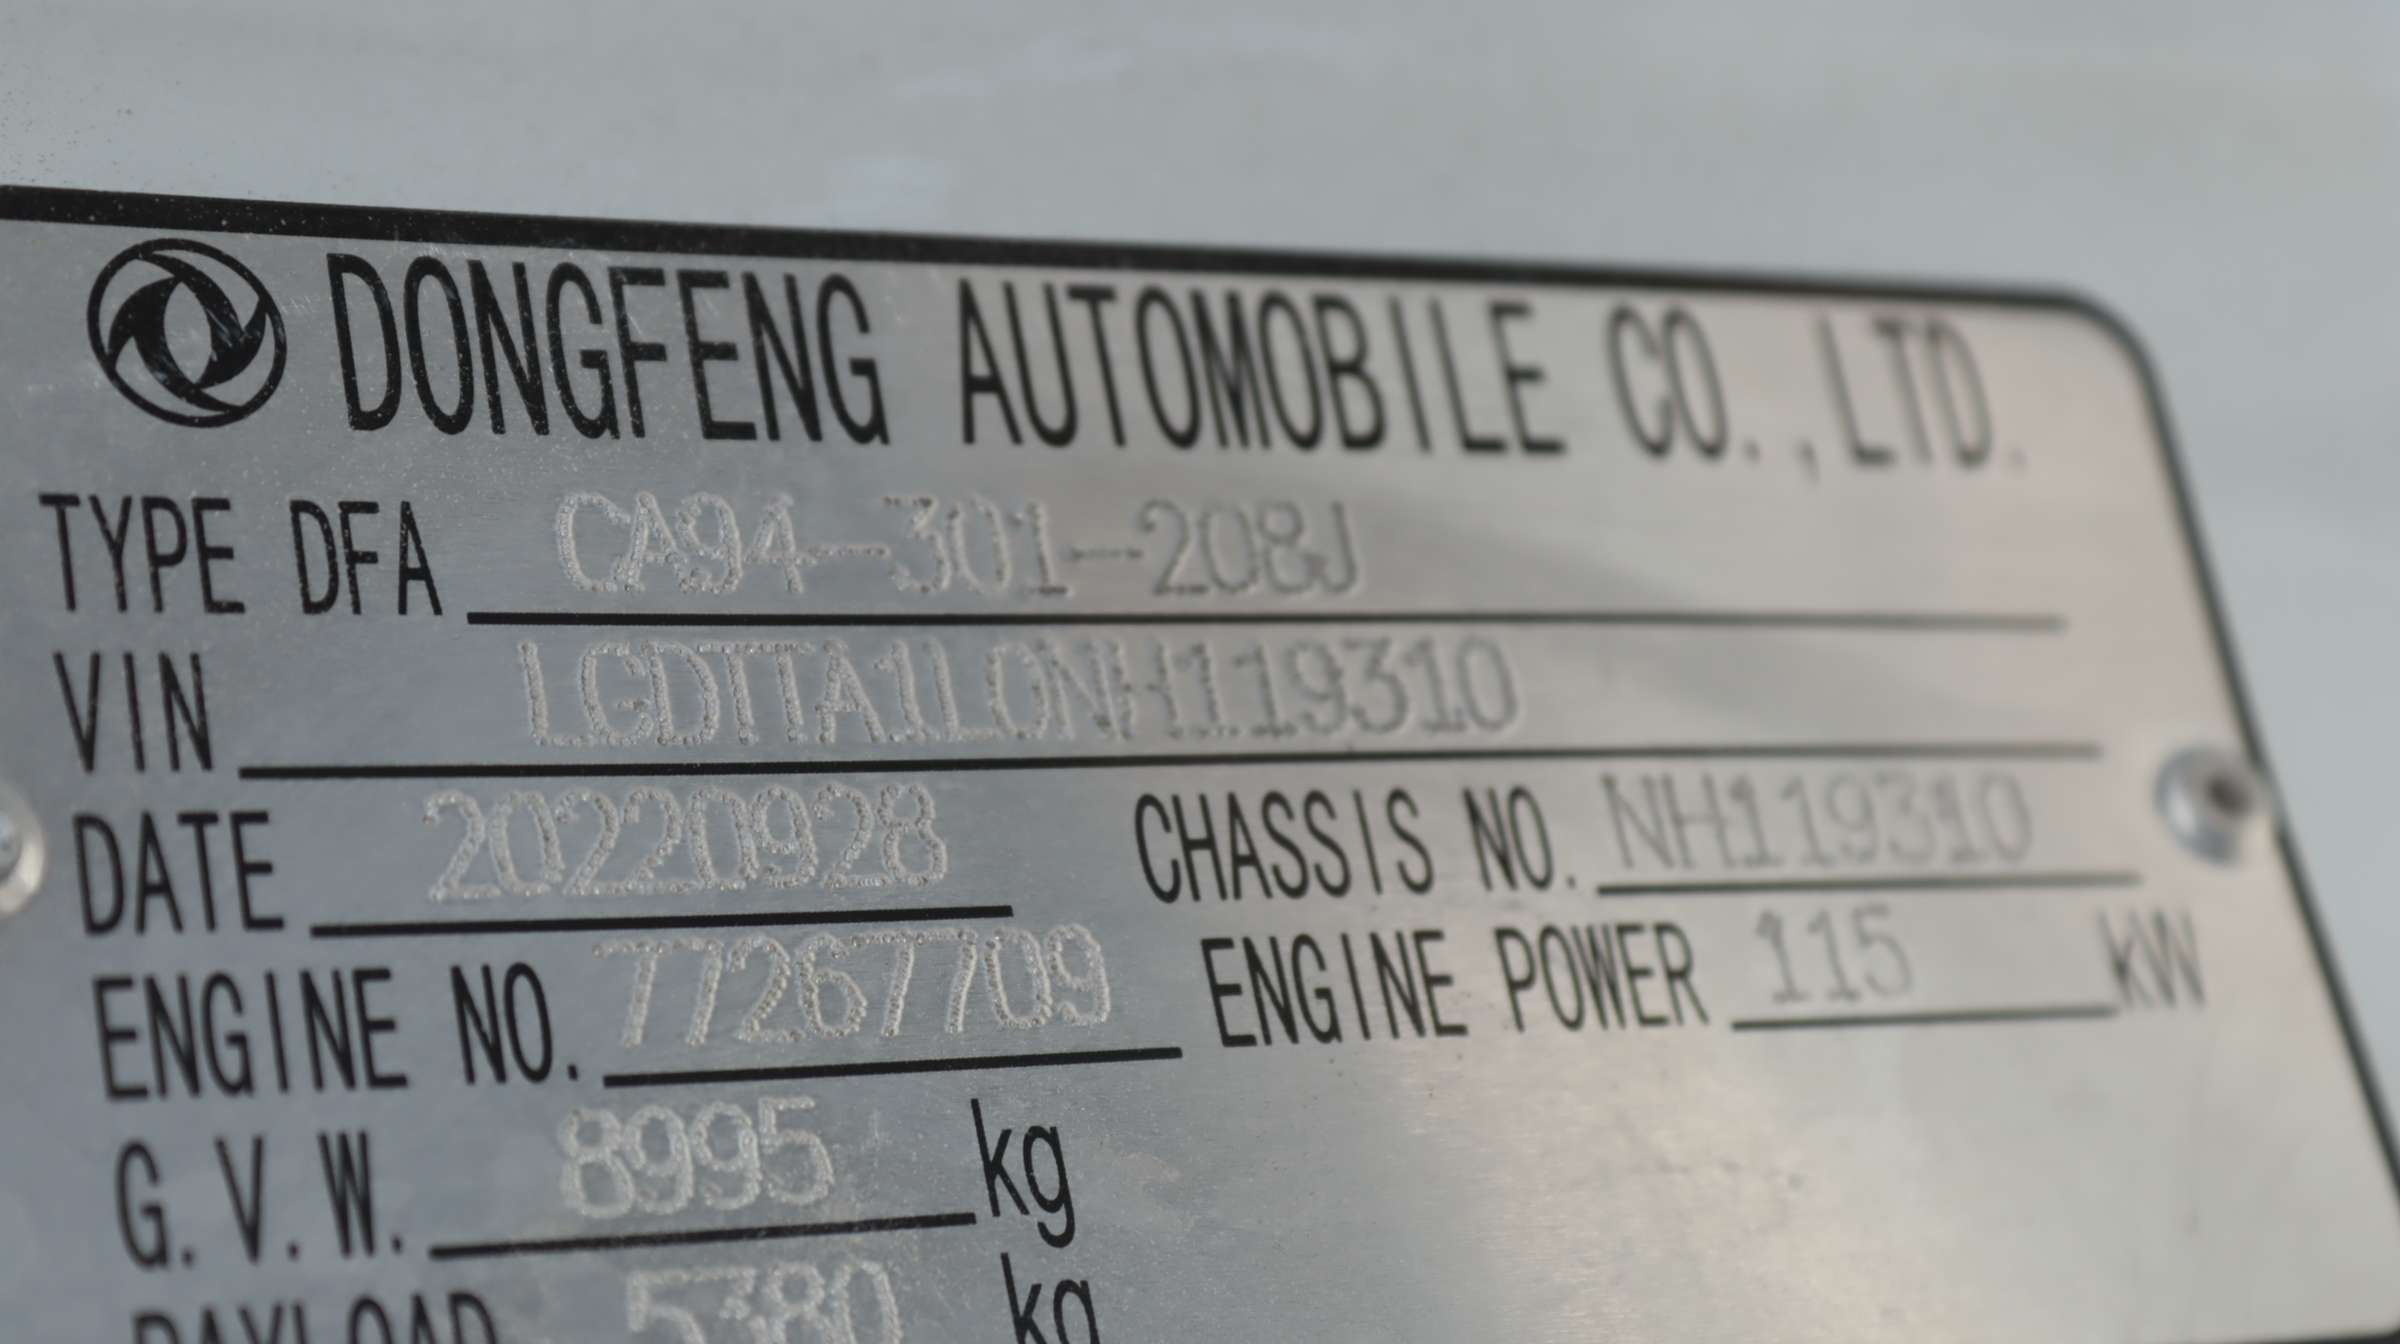 DONGFENG AUTOMOBILE CO.,LTD.
TYPE DFA CA94-301-208J
VIN LGDTTA1L0NH119310
DATE 20220928 CHASSIS NO. NH119310
ENGINE NO. 77267709 ENGINE POWER 115 kW
G.V.W. 8995 kg
PAYLOAD 5380 kg